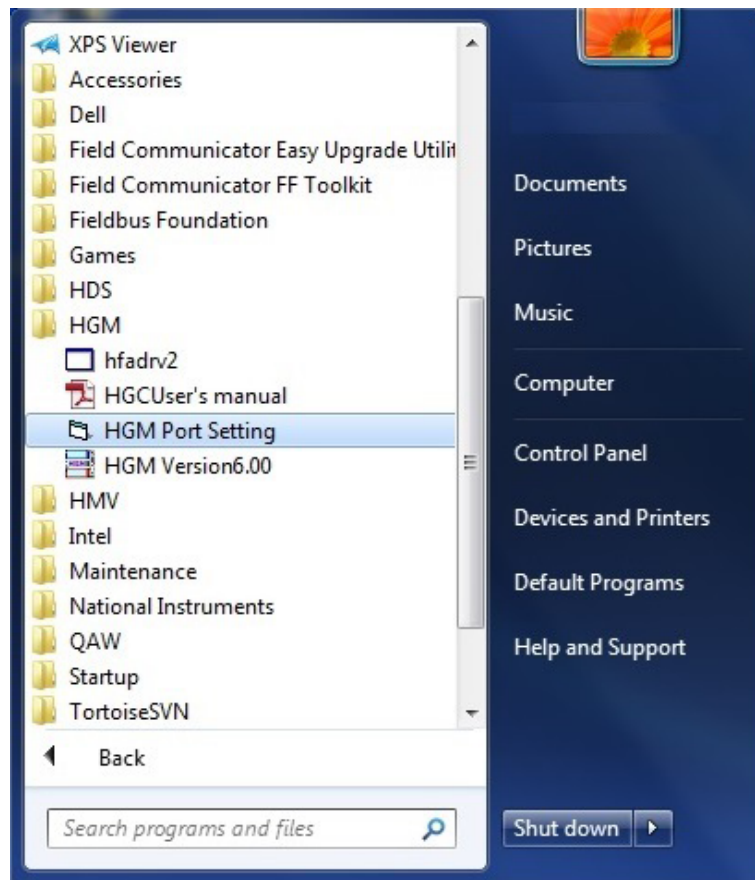 XPS Viewer
Accessories
Dell
Field Communicator Easy Upgrade Utilit
Field Communicator FF Toolkit
Fieldbus Foundation
Games
HDS
HGM
hfadrv2
HGCUser's manual
HGM Port Setting
HGM Version6.00
HMV
Intel
Maintenance
National Instruments
QAW
Startup
TortoiseSVN
Back
Search programs and files
Documents
Pictures
Music
Computer
Control Panel
Devices and Printers
Default Programs
Help and Support
Shut down